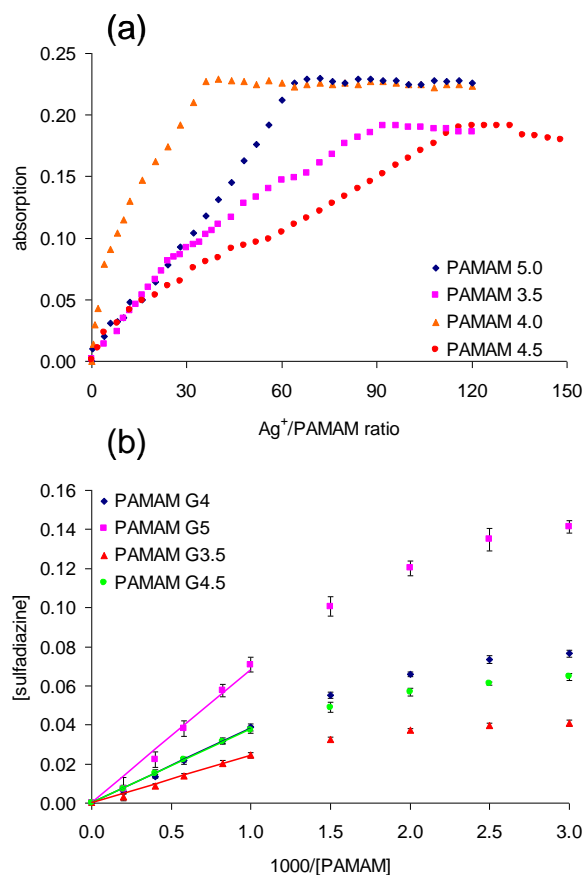 (a)
absorption
0.25
0.20
0.15
0.10
0.05
0.00
0 30 60 90 120 150
Ag⁺/PAMAM ratio
PAMAM 5.0
PAMAM 3.5
PAMAM 4.0
PAMAM 4.5
(b)
[sulfadiazine]
0.16
0.14
0.12
0.10
0.08
0.06
0.04
0.02
0.00
PAMAM G4
PAMAM G5
PAMAM G3.5
PAMAM G4.5
0.0 0.5 1.0 1.5 2.0 2.5 3.0
1000/[PAMAM]